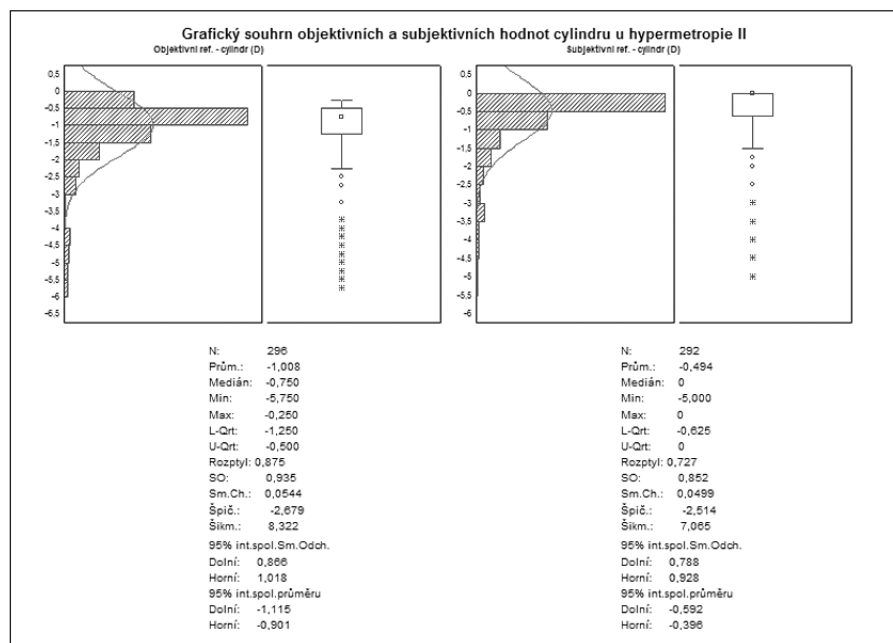 Grafický souhrn objektivních a subjektivních hodnot cylindru u hypermetropie II
Objektivní ref. - cylindr (D)
0,5
0
-0,5
-1
-1,5
-2
-2,5
-3
-3,5
-4
-4,5
-5
-5,5
-6
-6,5
N: 296
Prům.: -1,008
Medián: -0,750
Min: -5,750
Max: -0,250
L-Qrt: -1,250
U-Qrt: -0,500
Rozptyl: 0,875
SO: 0,935
Sm.Ch.: 0,0544
Špič.: -2,679
Šikm.: 8,322
95% int.spol.Sm.Odch.
Dolní: 0,866
Horní: 1,018
95% int.spol.průměru
Dolní: -1,115
Horní: -0,901
Subjektivní ref. - cylindr (D)
0,5
0
-0,5
-1
-1,5
-2
-2,5
-3
-3,5
-4
-4,5
-5
-5,5
-6
N: 292
Prům.: -0,494
Medián: 0
Min: -5,000
Max: 0
L-Qrt: -0,625
U-Qrt: 0
Rozptyl: 0,727
SO: 0,852
Sm.Ch.: 0,0499
Špič.: -2,514
Šikm.: 7,065
95% int.spol.Sm.Odch.
Dolní: 0,788
Horní: 0,928
95% int.spol.průměru
Dolní: -0,592
Horní: -0,396